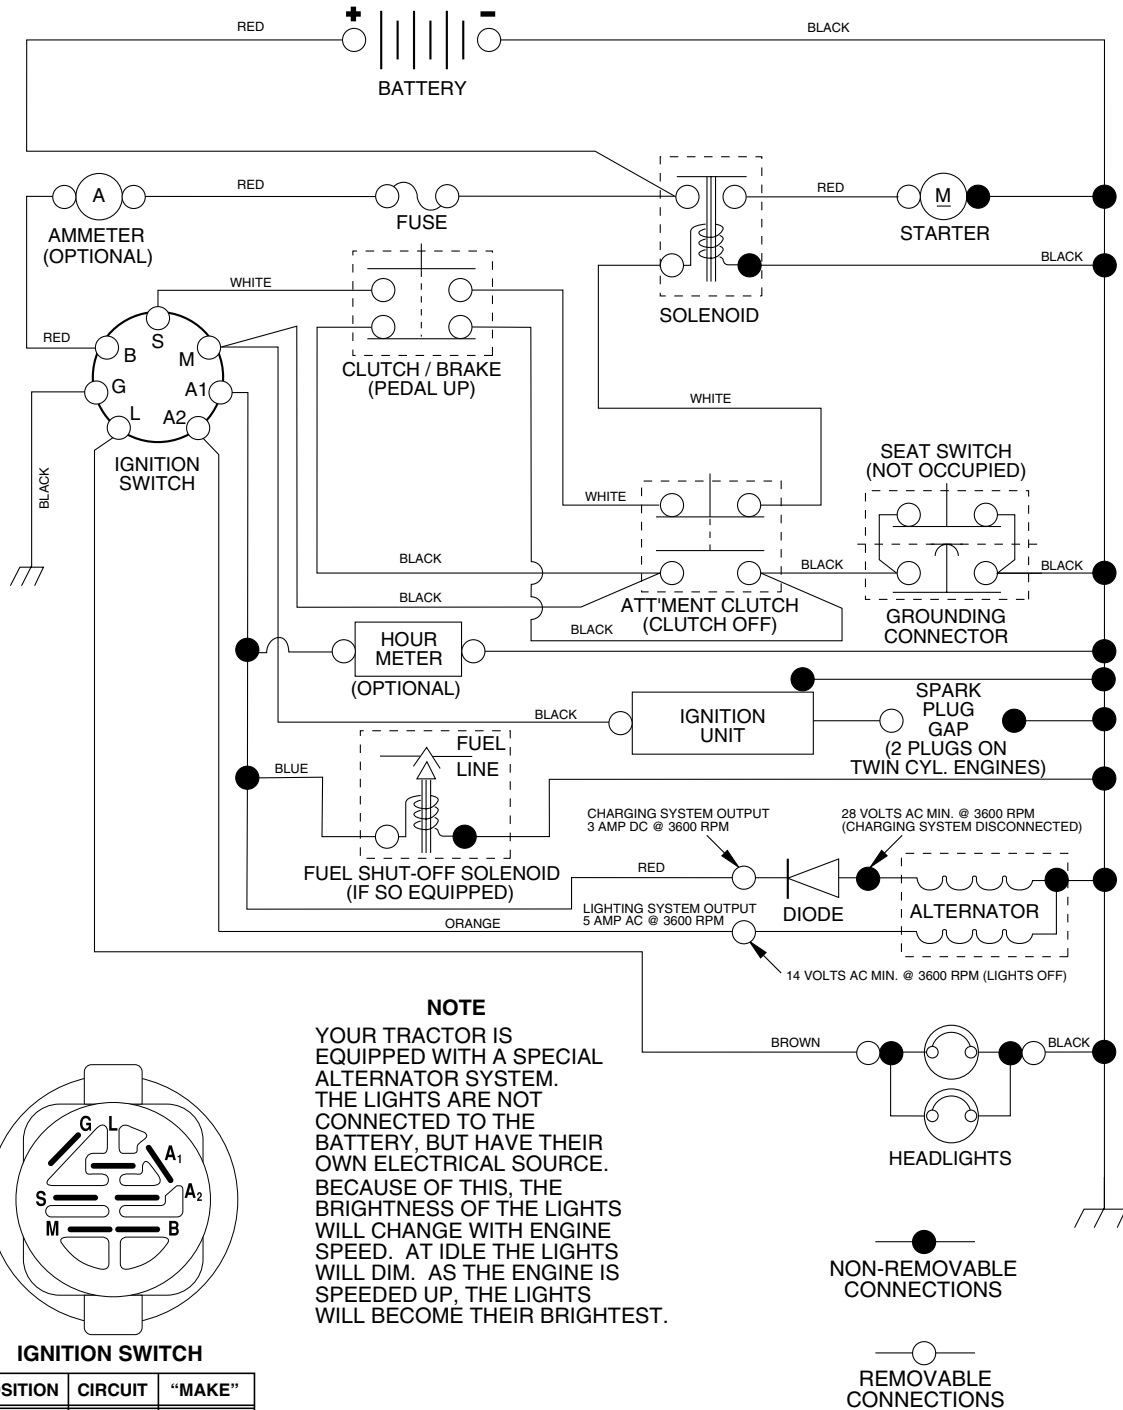 RED
+
-
BLACK
BATTERY
A
RED
AMMETER
(OPTIONAL)
FUSE
RED
M
STARTER
BLACK
SOLENOID
WHITE
CLUTCH / BRAKE
(PEDAL UP)
RED
S
B
M
G
A1
L
A2
IGNITION
SWITCH
BLACK
WHITE
SEAT SWITCH
(NOT OCCUPIED)
WHITE
BLACK
BLACK
BLACK
BLACK
ATT'MENT CLUTCH
(CLUTCH OFF)
BLACK
GROUNDING
CONNECTOR
HOUR
METER
(OPTIONAL)
BLACK
IGNITION
UNIT
SPARK
PLUG
GAP
(2 PLUGS ON
TWIN CYL. ENGINES)
FUEL
LINE
BLUE
FUEL SHUT-OFF SOLENOID
(IF SO EQUIPPED)
CHARGING SYSTEM OUTPUT
3 AMP DC @ 3600 RPM
28 VOLTS AC MIN. @ 3600 RPM
(CHARGING SYSTEM DISCONNECTED)
RED
DIODE
ALTERNATOR
LIGHTING SYSTEM OUTPUT
5 AMP AC @ 3600 RPM
ORANGE
14 VOLTS AC MIN. @ 3600 RPM (LIGHTS OFF)
BROWN
BLACK
HEADLIGHTS
NOTE
YOUR TRACTOR IS
EQUIPPED WITH A SPECIAL
ALTERNATOR SYSTEM.
THE LIGHTS ARE NOT
CONNECTED TO THE
BATTERY, BUT HAVE THEIR
OWN ELECTRICAL SOURCE.
BECAUSE OF THIS, THE
BRIGHTNESS OF THE LIGHTS
WILL CHANGE WITH ENGINE
SPEED. AT IDLE THE LIGHTS
WILL DIM. AS THE ENGINE IS
SPEEDED UP, THE LIGHTS
WILL BECOME THEIR BRIGHTEST.
G L
A1
S
A2
M
B
IGNITION SWITCH
SITION CIRCUIT “MAKE”
NON-REMOVABLE
CONNECTIONS
REMOVABLE
CONNECTIONS